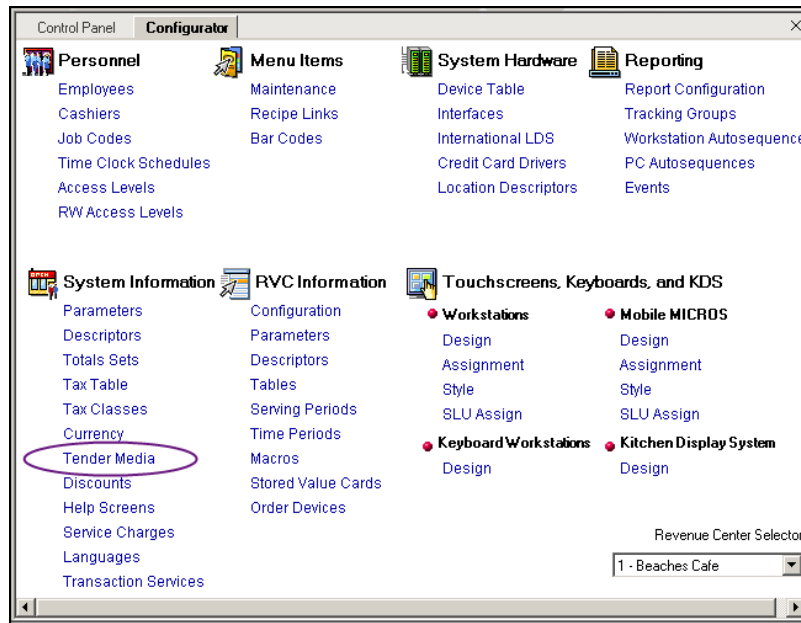 Control Panel
Configurator
Personnel
Employees
Cashiers
Job Codes
Time Clock Schedules
Access Levels
RW Access Levels
Menu Items
Maintenance
Recipe Links
Bar Codes
System Hardware
Device Table
Interfaces
International LDS
Credit Card Drivers
Location Descriptors
Reporting
Report Configuration
Tracking Groups
Workstation Autosequence
PC Autosequences
Events
OPEN
System Information
Parameters
Descriptors
Totals Sets
Tax Table
Tax Classes
Currency
Tender Media
Discounts
Help Screens
Service Charges
Languages
Transaction Services
RVC Information
Configuration
Parameters
Descriptors
Tables
Serving Periods
Time Periods
Macros
Stored Value Cards
Order Devices
Touchscreens, Keyboards, and KDS
Workstations
Design
Assignment
Style
SLU Assign
Keyboard Workstations
Design
Mobile MICROS
Design
Assignment
Style
SLU Assign
Kitchen Display System
Design
Revenue Center Selector
1 - Beaches Cafe